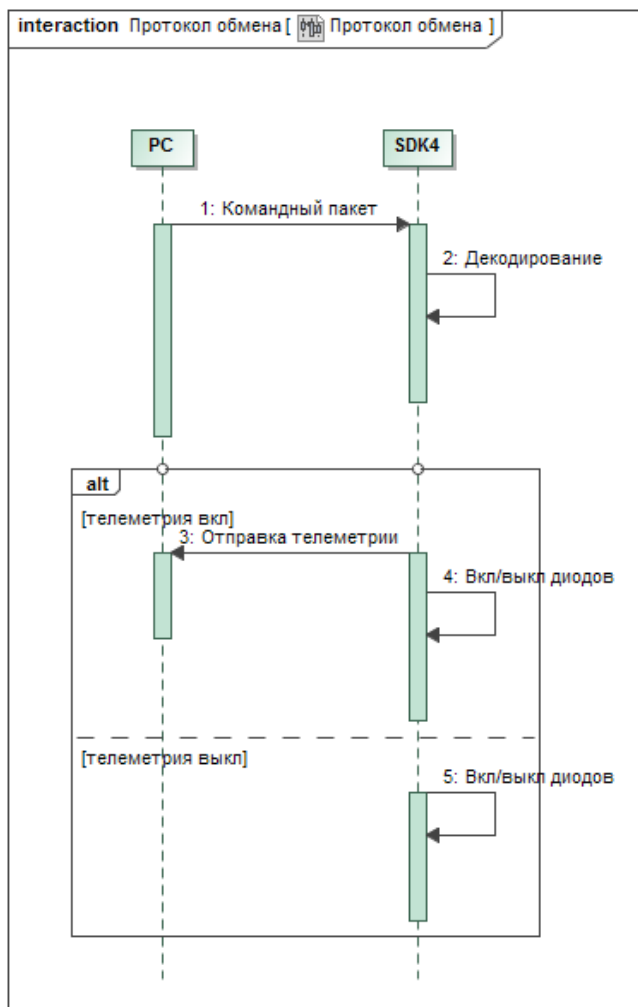 interaction Протокол обмена [ Протокол обмена ]
PC
SDK4
1: Командный пакет
2: Декодирование
alt
[телеметрия вкл]
3: Отправка телеметрии
4: Вкл/выкл диодов
[телеметрия выкл]
5: Вкл/выкл диодов